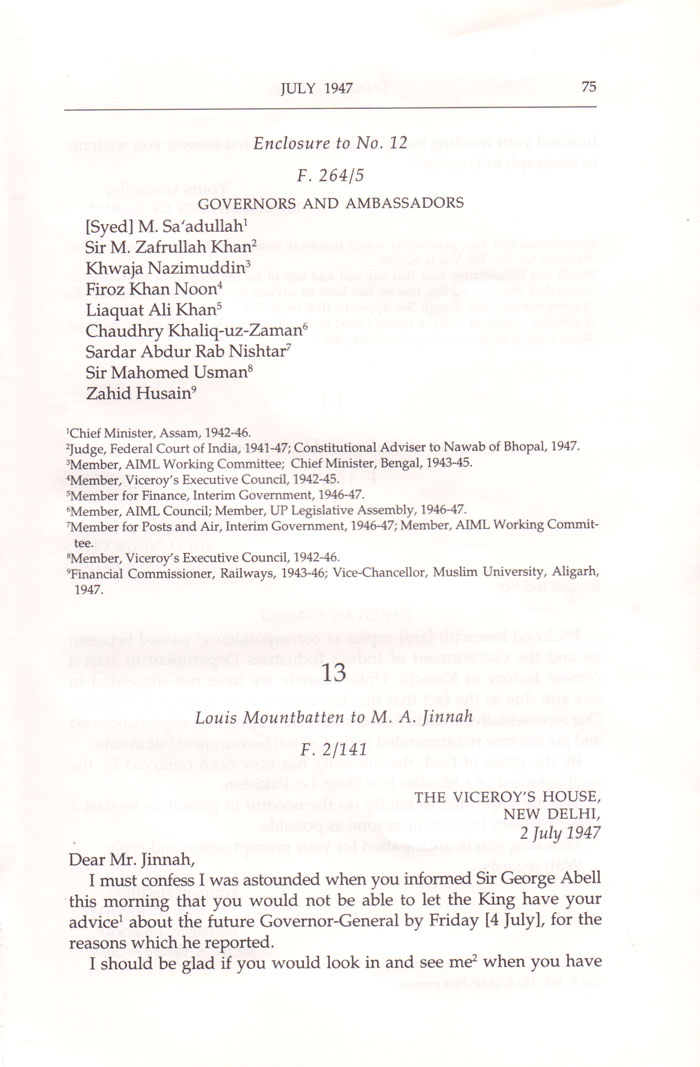 JULY 1947 75
Enclosure to No. 12
F. 264/5
GOVERNORS AND AMBASSADORS
[Syed] M. Sa‘adullah¹
Sir M. Zafrullah Khan²
Khwaja Nazimuddin³
Firoz Khan Noon⁴
Liaquat Ali Khan⁵
Chaudhry Khaliq-uz-Zaman⁶
Sardar Abdur Rab Nishtar⁷
Sir Mahomed Usman⁸
Zahid Husain⁹
¹Chief Minister, Assam, 1942-46.
²Judge, Federal Court of India, 1941-47; Constitutional Adviser to Nawab of Bhopal, 1947.
³Member, AIML Working Committee; Chief Minister, Bengal, 1943-45.
⁴Member, Viceroy's Executive Council, 1942-45.
⁵Member for Finance, Interim Government, 1946-47.
⁶Member, AIML Council; Member, UP Legislative Assembly, 1946-47.
⁷Member for Posts and Air, Interim Government, 1946-47; Member, AIML Working Commit-
tee.
⁸Member, Viceroy's Executive Council, 1942-46.
⁹Financial Commissioner, Railways, 1943-46; Vice-Chancellor, Muslim University, Aligarh,
1947.
13
Louis Mountbatten to M. A. Jinnah
F. 2/141
THE VICEROY'S HOUSE,
NEW DELHI,
2 July 1947
Dear Mr. Jinnah,
I must confess I was astounded when you informed Sir George Abell
this morning that you would not be able to let the King have your
advice¹ about the future Governor-General by Friday [4 July], for the
reasons which he reported.
I should be glad if you would look in and see me² when you have